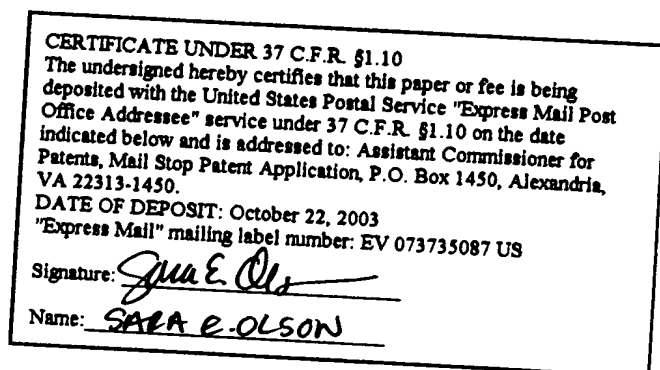 CERTIFICATE UNDER 37 C.F.R. §1.10
The undersigned hereby certifies that this paper or fee is being
deposited with the United States Postal Service "Express Mail Post
Office Addressee" service under 37 C.F.R. §1.10 on the date
indicated below and is addressed to: Assistant Commissioner for
Patents, Mail Stop Patent Application, P.O. Box 1450, Alexandria,
VA 22313-1450.
DATE OF DEPOSIT: October 22, 2003
"Express Mail" mailing label number: EV 073735087 US
Signature: Sara E. Ols
Name: SARA E. OLSON